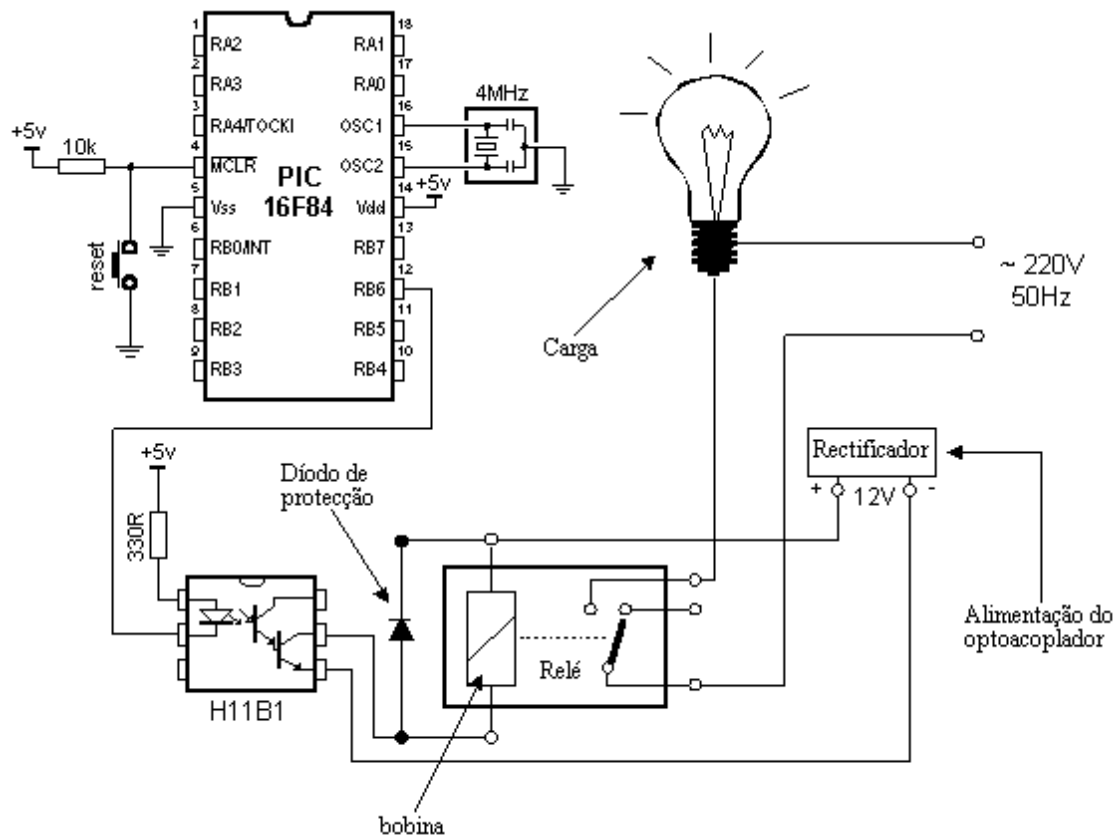 1
RA2
18
RA1
2
RA3
17
RA0
3
RA4/TOCKI
16
OSC1
4MHz
+5v
10k
4
MCLR
15
OSC2
PIC
16F84
5
Vss
14
Vdd
+5v
6
RB0/INT
13
RB7
reset
7
RB1
12
RB6
8
RB2
11
RB5
9
RB3
10
RB4
Carga
~ 220V
50Hz
+5v
330R
Díodo de
protecção
Rectificador
+ 12V -
Alimentação do
optoacoplador
Relé
H11B1
bobina